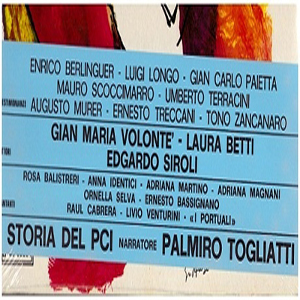 ENRICO BERLINGUER - LUIGI LONGO - GIAN CARLO PAIETTA
MAURO SCOCCIMARRO - UMBERTO TERRACINI
TESTIMONIANZE
AUGUSTO MURER - ERNESTO TRECCANI - TONO ZANCANARO
GIAN MARIA VOLONTE' - LAURA BETTI
EDGARDO SIROLI
ROSA BALISTRERI - ANNA IDENTICI - ADRIANA MARTINO - ADRIANA MAGNANI
ORNELLA SELVA - ERNESTO BASSIGNANO
RAUL CABRERA - LIVIO VENTURINI - «I PORTUALI»
STORIA DEL PCI NARRATORE PALMIRO TOGLIATTI